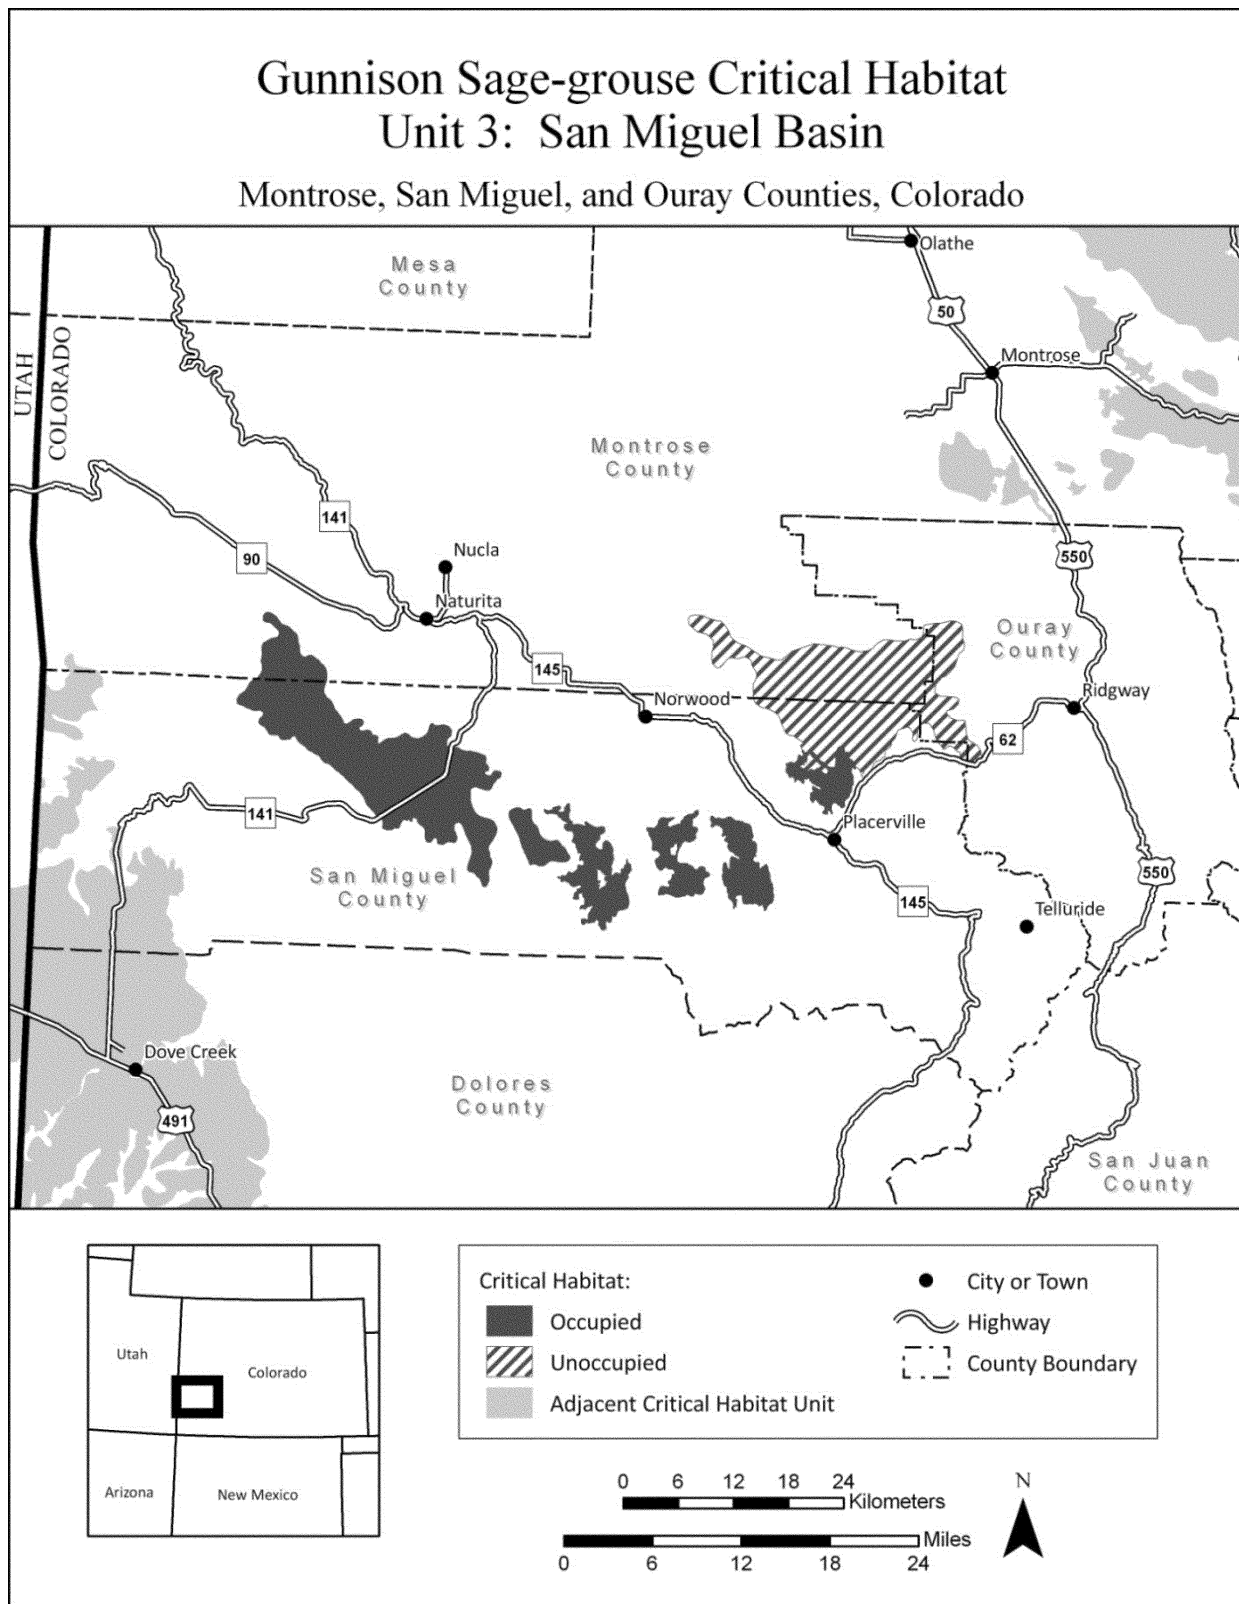 Gunnison Sage-grouse Critical Habitat
Unit 3: San Miguel Basin
Montrose, San Miguel, and Ouray Counties, Colorado
Olathe
Mesa
County
50
UTAH
COLORADO
Montrose
Montrose
County
141
90
Nucla
550
Naturita
Ouray
County
145
Norwood
Ridgway
62
141
Placerville
San Miguel
County
550
145
Telluride
Dove Creek
Dolores
County
491
San Juan
County
Utah
Colorado
Arizona
New Mexico
Critical Habitat:
Occupied
Unoccupied
Adjacent Critical Habitat Unit
City or Town
Highway
County Boundary
0 6 12 18 24
Kilometers
Miles
0 6 12 18 24
N